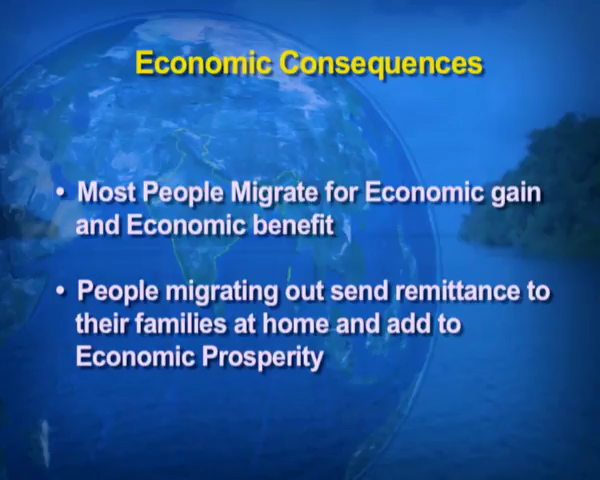 Economic Consequences
• Most People Migrate for Economic gain
and Economic benefit
• People migrating out send remittance to
their families at home and add to
Economic Prosperity